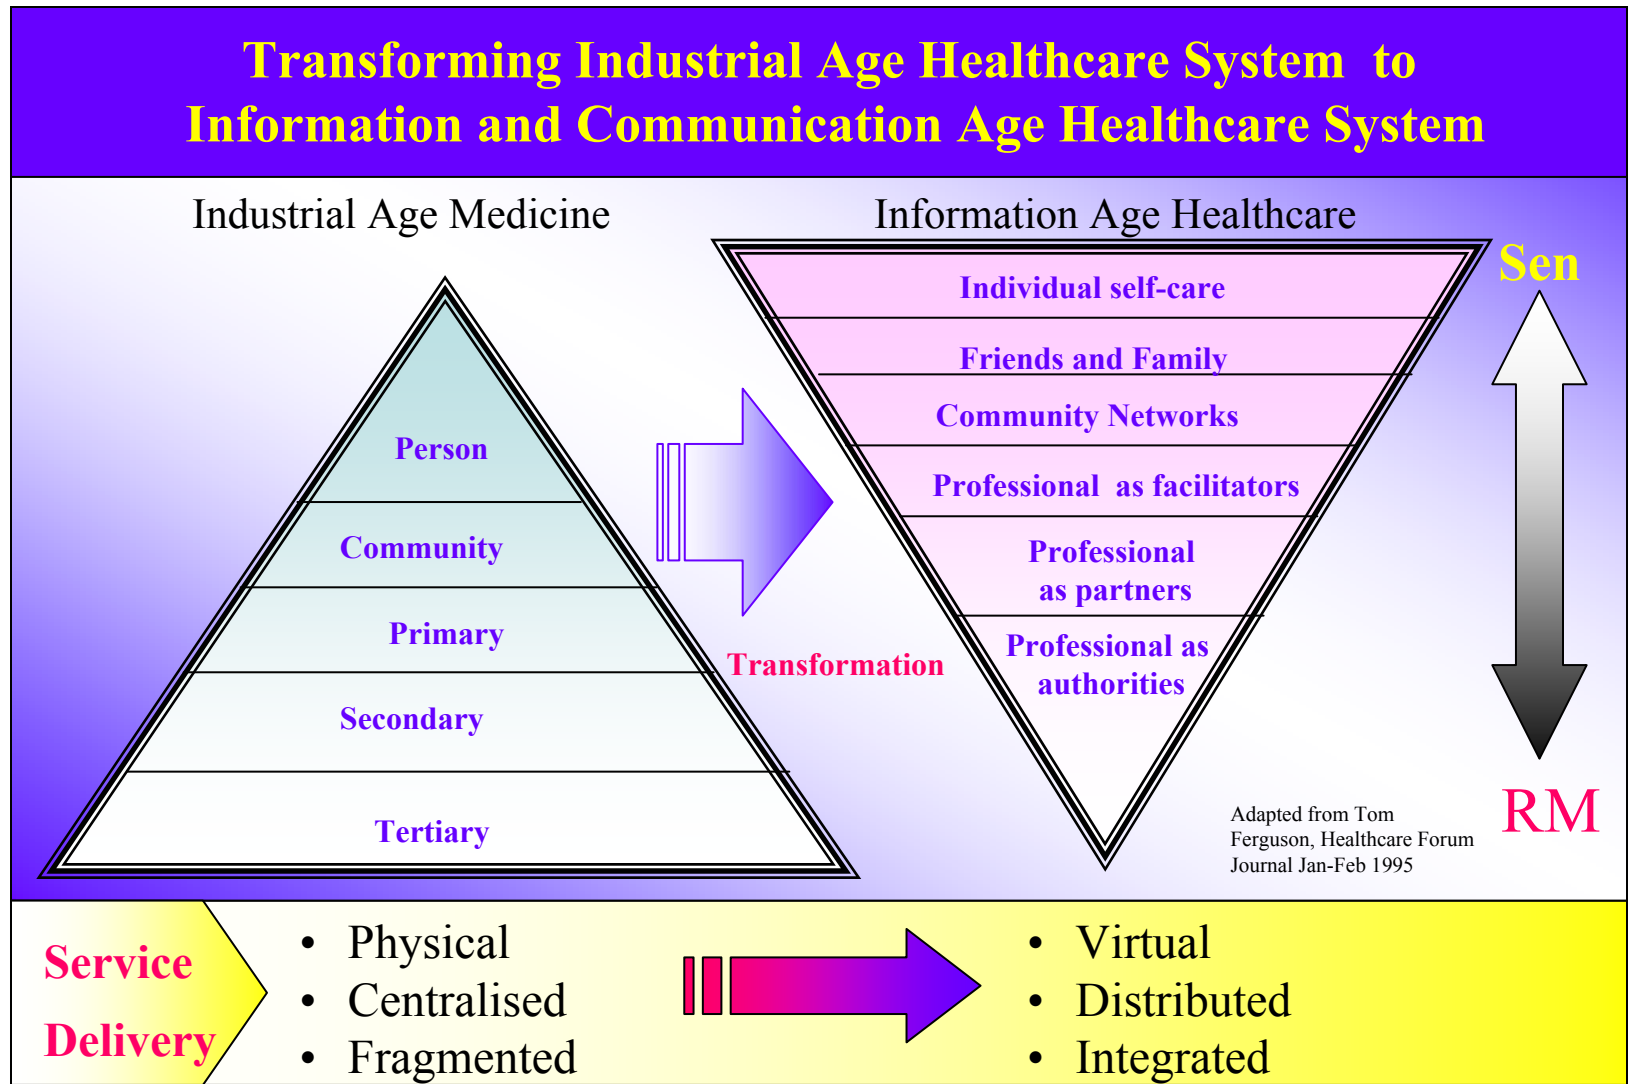 Transforming Industrial Age Healthcare System to
Information and Communication Age Healthcare System
Industrial Age Medicine
Person
Community
Primary
Secondary
Tertiary
Transformation
Information Age Healthcare
Individual self-care
Friends and Family
Community Networks
Professional as facilitators
Professional
as partners
Professional as
authorities
Sen
RM
Adapted from Tom
Ferguson, Healthcare Forum
Journal Jan-Feb 1995
Service
Delivery
• Physical
• Centralised
• Fragmented
• Virtual
• Distributed
• Integrated